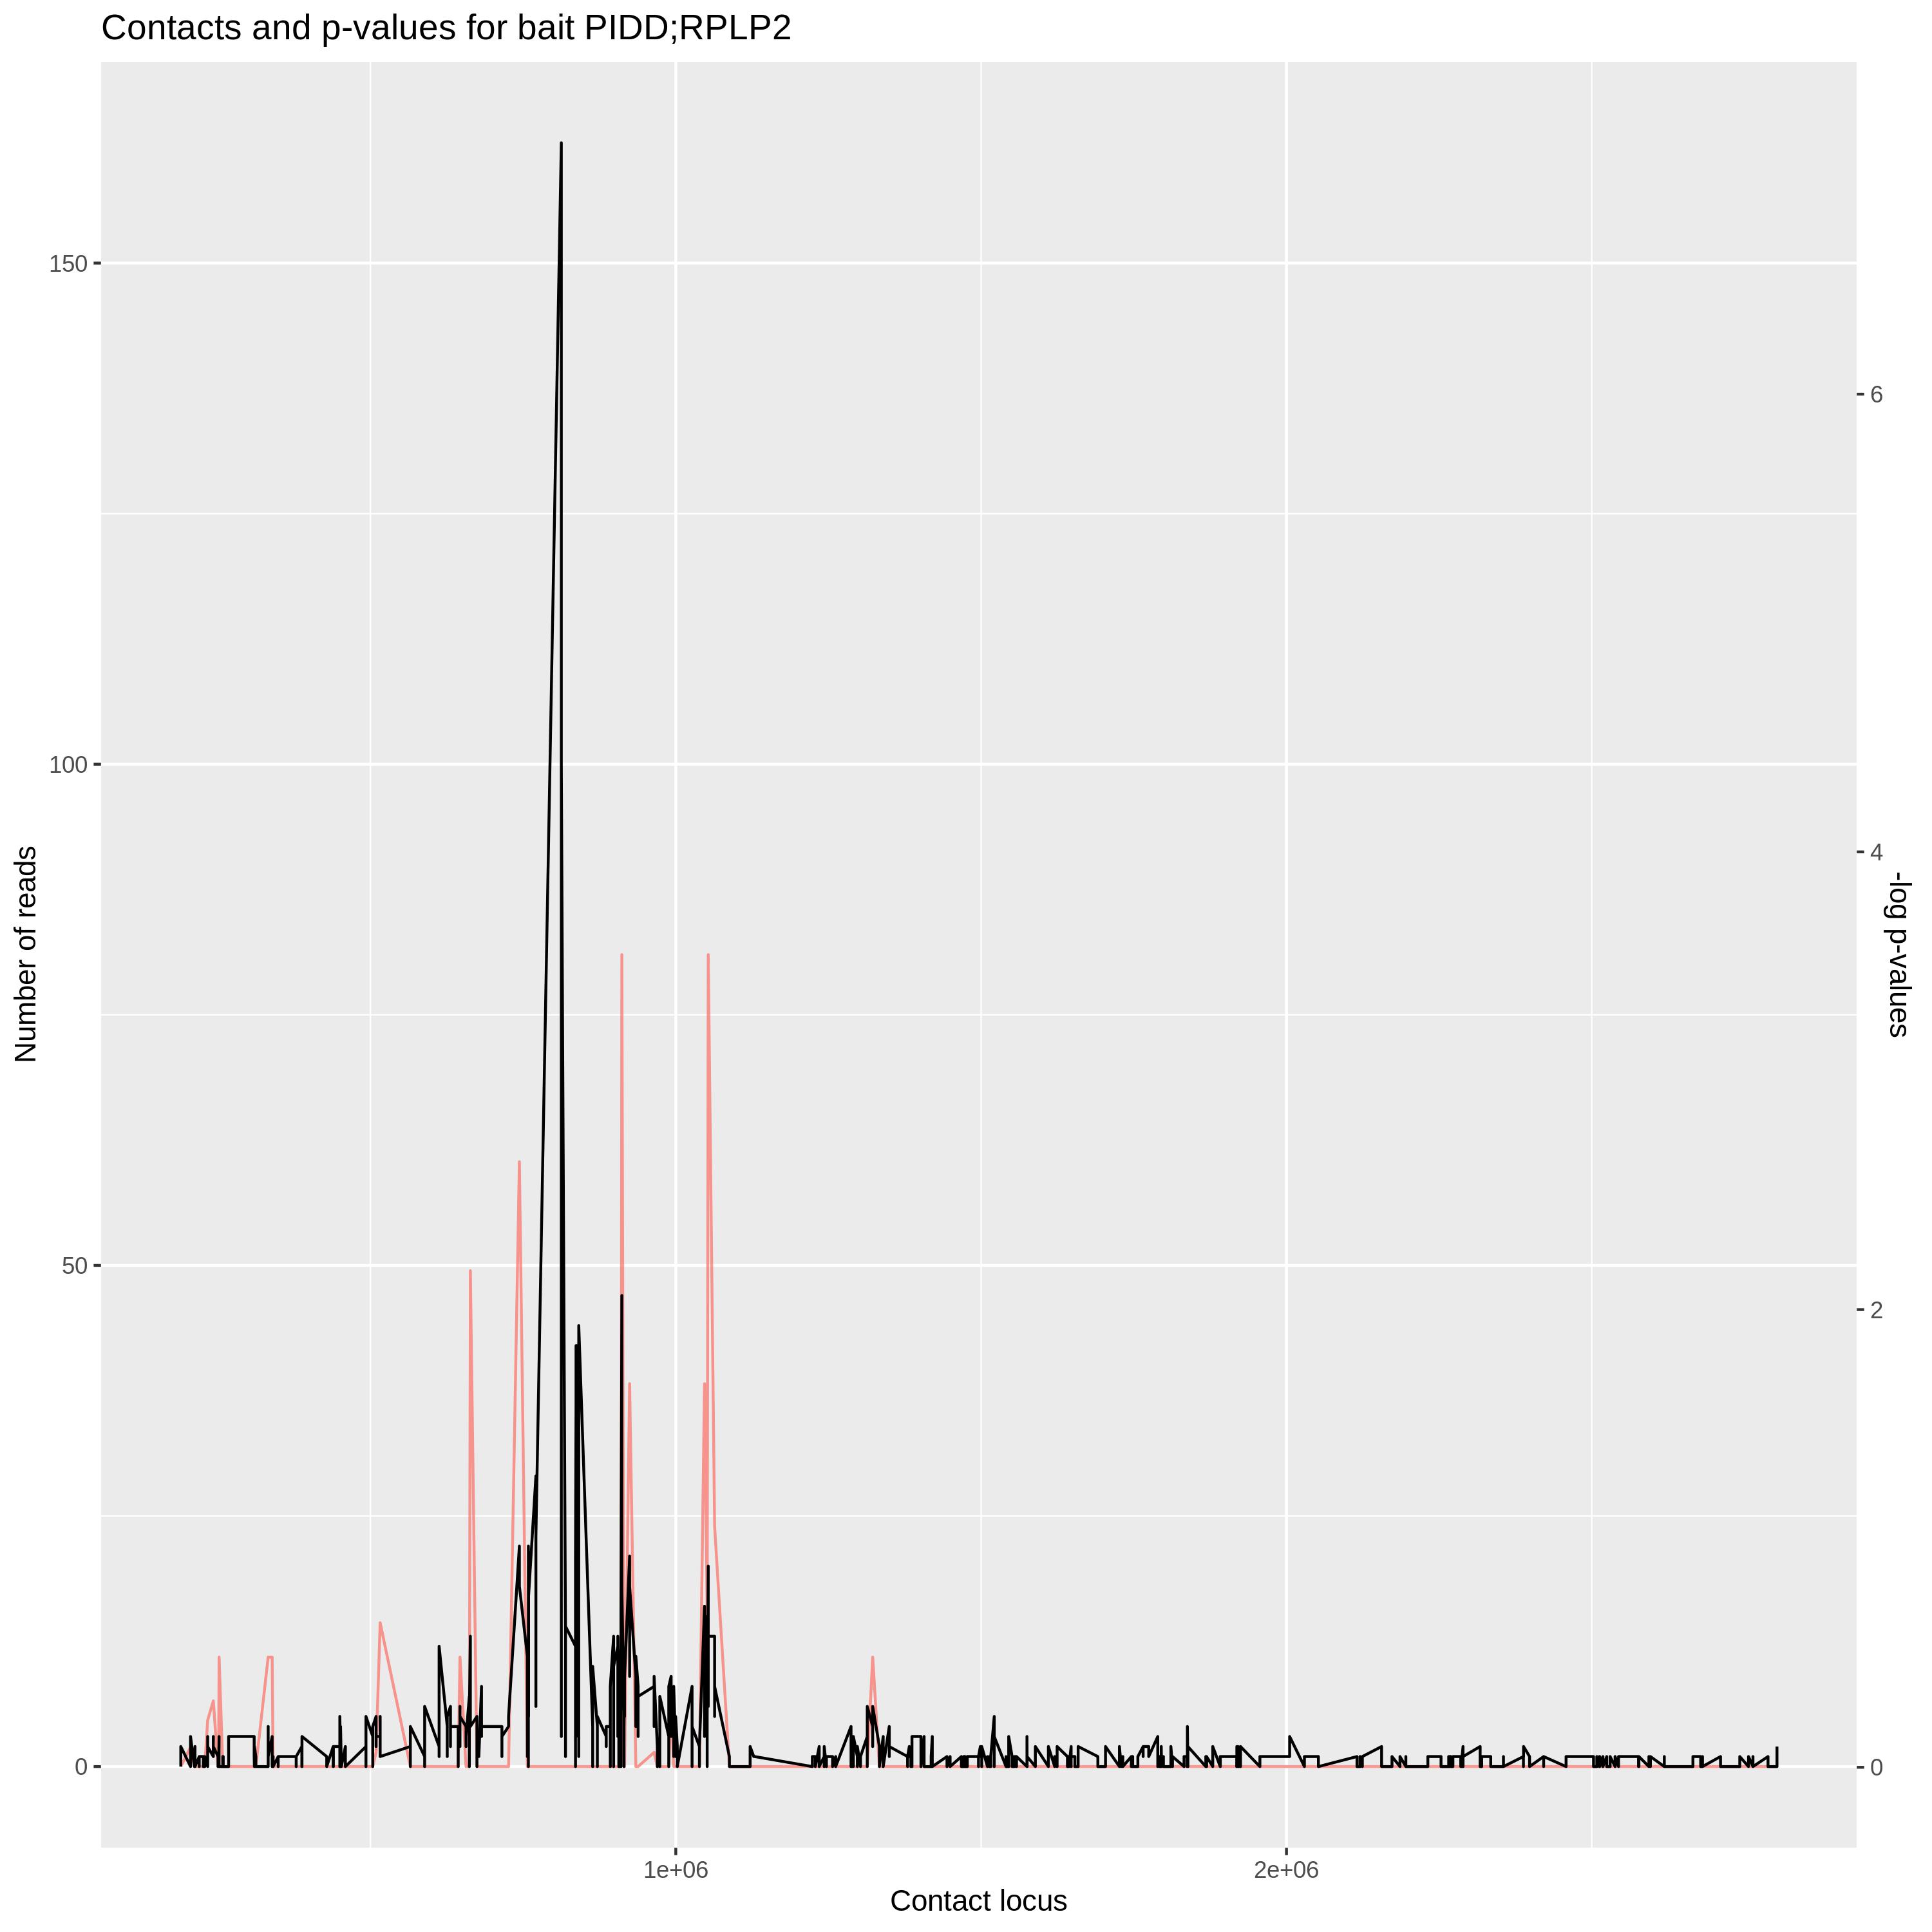 Contacts and p-values for bait PIDD;RPLP2
150
100
50
0
Number of reads
6
4
2
0
-log p-values
1e+06
2e+06
Contact locus